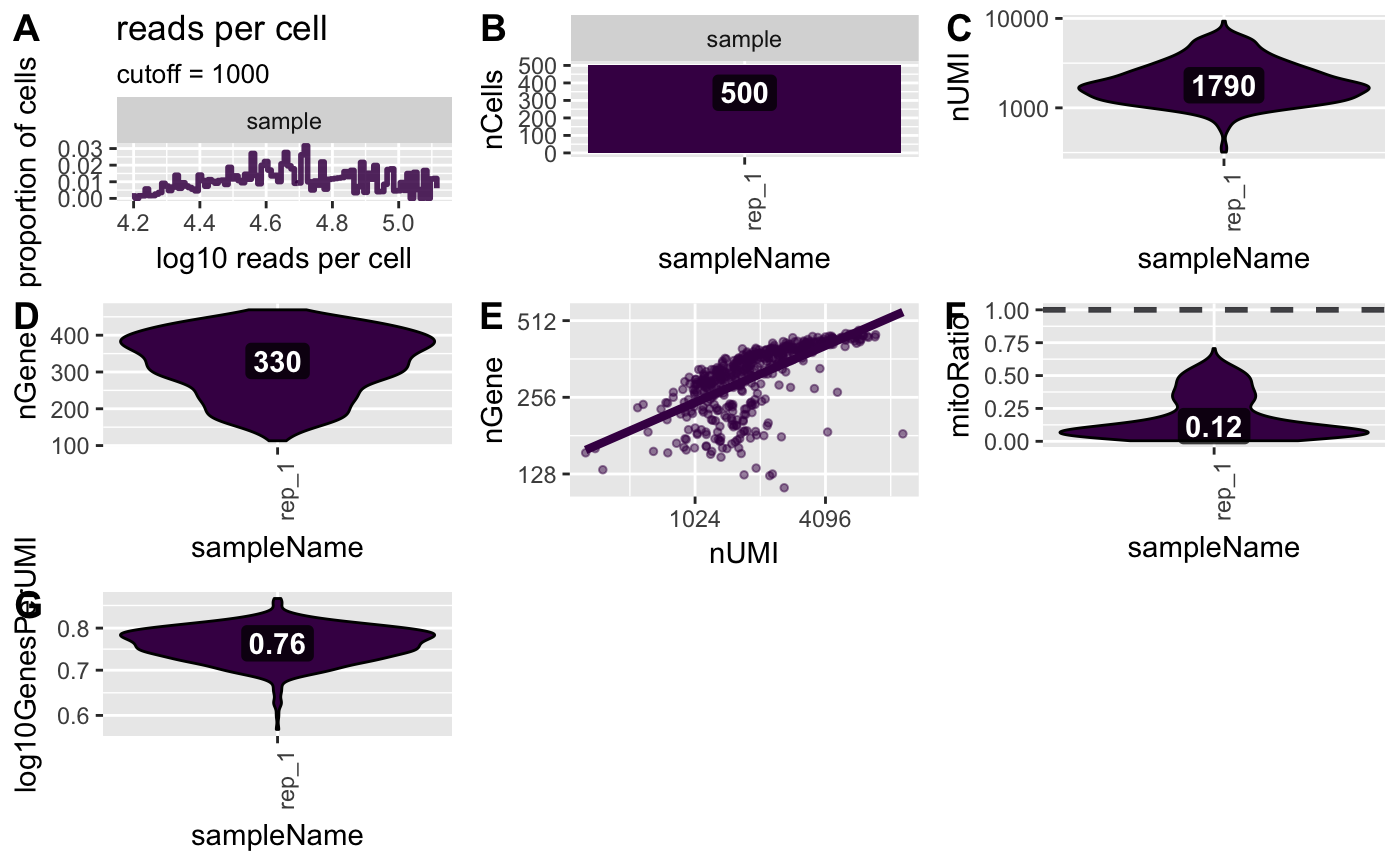 A
reads per cell
cutoff = 1000
sample
proportion of cells
0.03
0.02
0.01
0.00
4.2 4.4 4.6 4.8 5.0
log10 reads per cell
B
sample
nCells
500
400
300
200
100
0
500
rep_1
sampleName
C
nUMI
10000
1000
1790
rep_1
sampleName
D
nGene
400
300
200
100
330
rep_1
sampleName
E
nGene
512
256
128
1024 4096
nUMI
F
mitoRatio
1.00
0.75
0.50
0.25
0.00
0.12
rep_1
sampleName
G
log10GenesPerUMI
0.8
0.7
0.6
0.76
rep_1
sampleName